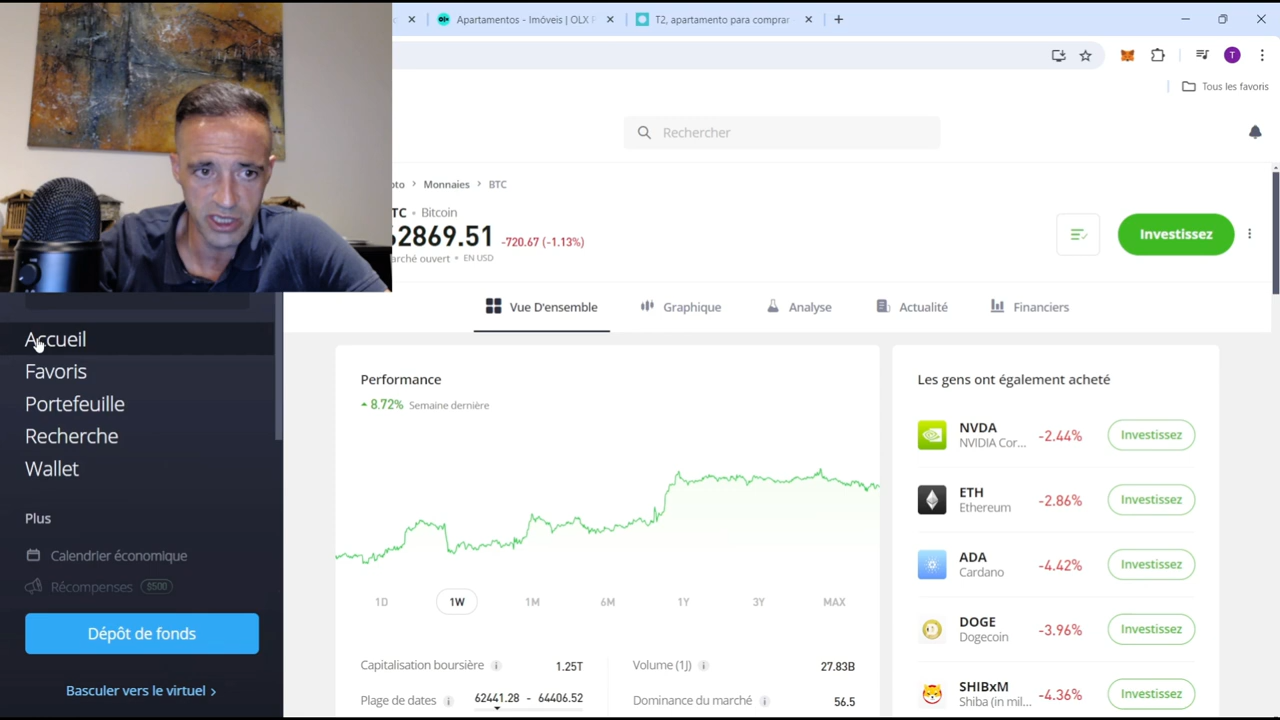 Apartamentos - Imóveis | OLX P
T2, apartamento para comprar
T
Tous les favoris
Rechercher
Monnaies > BTC
Bitcoin
62869.51 -720.67 (-1.13%)
EN USD
Investissez
Vue D'ensemble
Graphique
Analyse
Actualité
Financiers
Accueil
Favoris
Portefeuille
Recherche
Wallet
Plus
Calendrier économique
Récompenses $500
Dépôt de fonds
Basculer vers le virtuel >
Performance
8.72% Semaine dernière
1D 1W 1M 6M 1Y 3Y MAX
Capitalisation boursière 1.25T
Volume (1J) 27.83B
Plage de dates 62441.28 - 64406.52
Dominance du marché 56.5
Les gens ont également acheté
NVDA
NVIDIA Cor...
-2.44%
Investissez
ETH
Ethereum
-2.86%
Investissez
ADA
Cardano
-4.42%
Investissez
DOGE
Dogecoin
-3.96%
Investissez
SHIBxM
Shiba (in mil...
-4.36%
Investissez